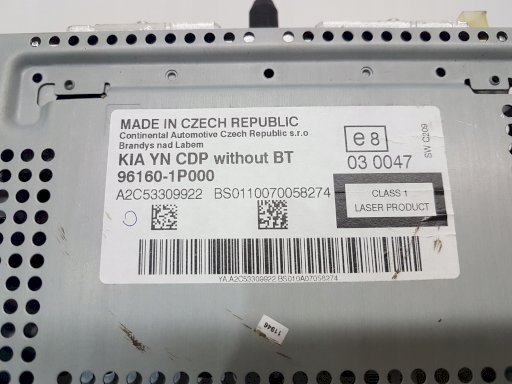 MADE IN CZECH REPUBLIC
Continental Automotive Czech Republic s.r.o
Brandys nad Labem
KIA YN CDP without BT
96160-1P000
A2C53309922 BS0110070058274
e8
03 0047
SW C209
CLASS 1
LASER PRODUCT
YA.A2C53309922.BS010A07058274
11946